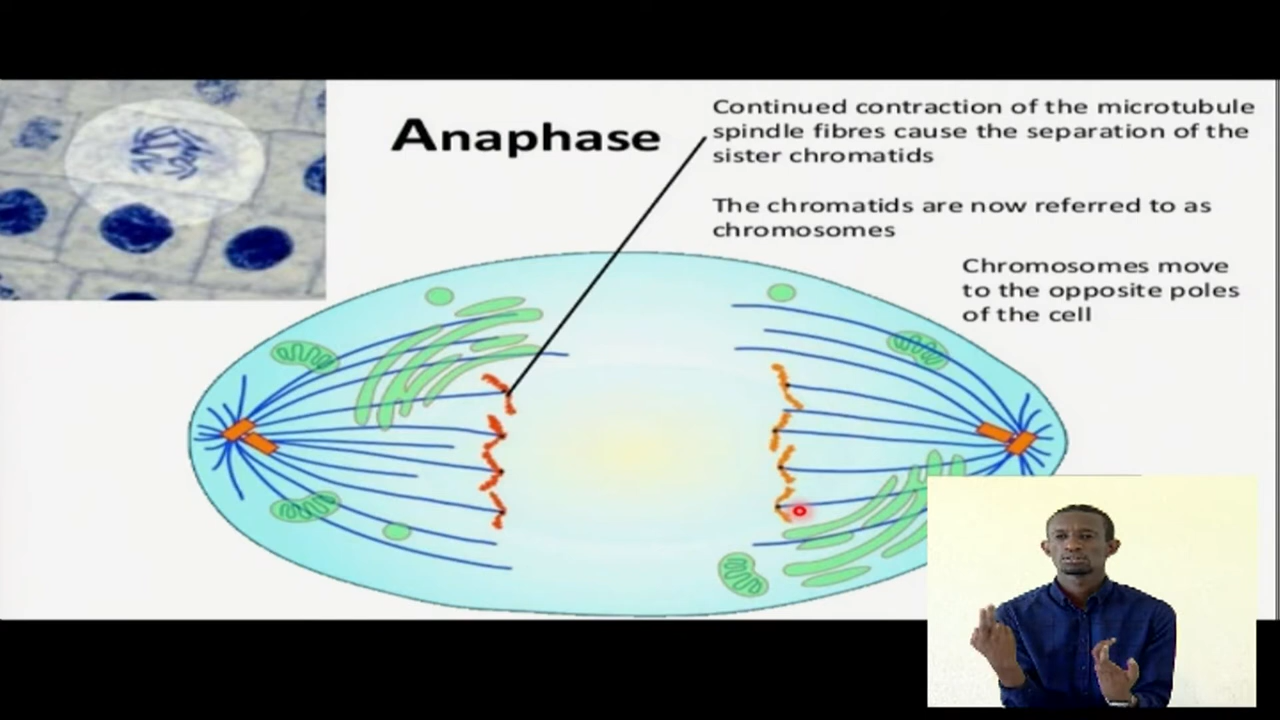 Anaphase
Continued contraction of the microtubule
spindle fibres cause the separation of the
sister chromatids
The chromatids are now referred to as
chromosomes
Chromosomes move
to the opposite poles
of the cell